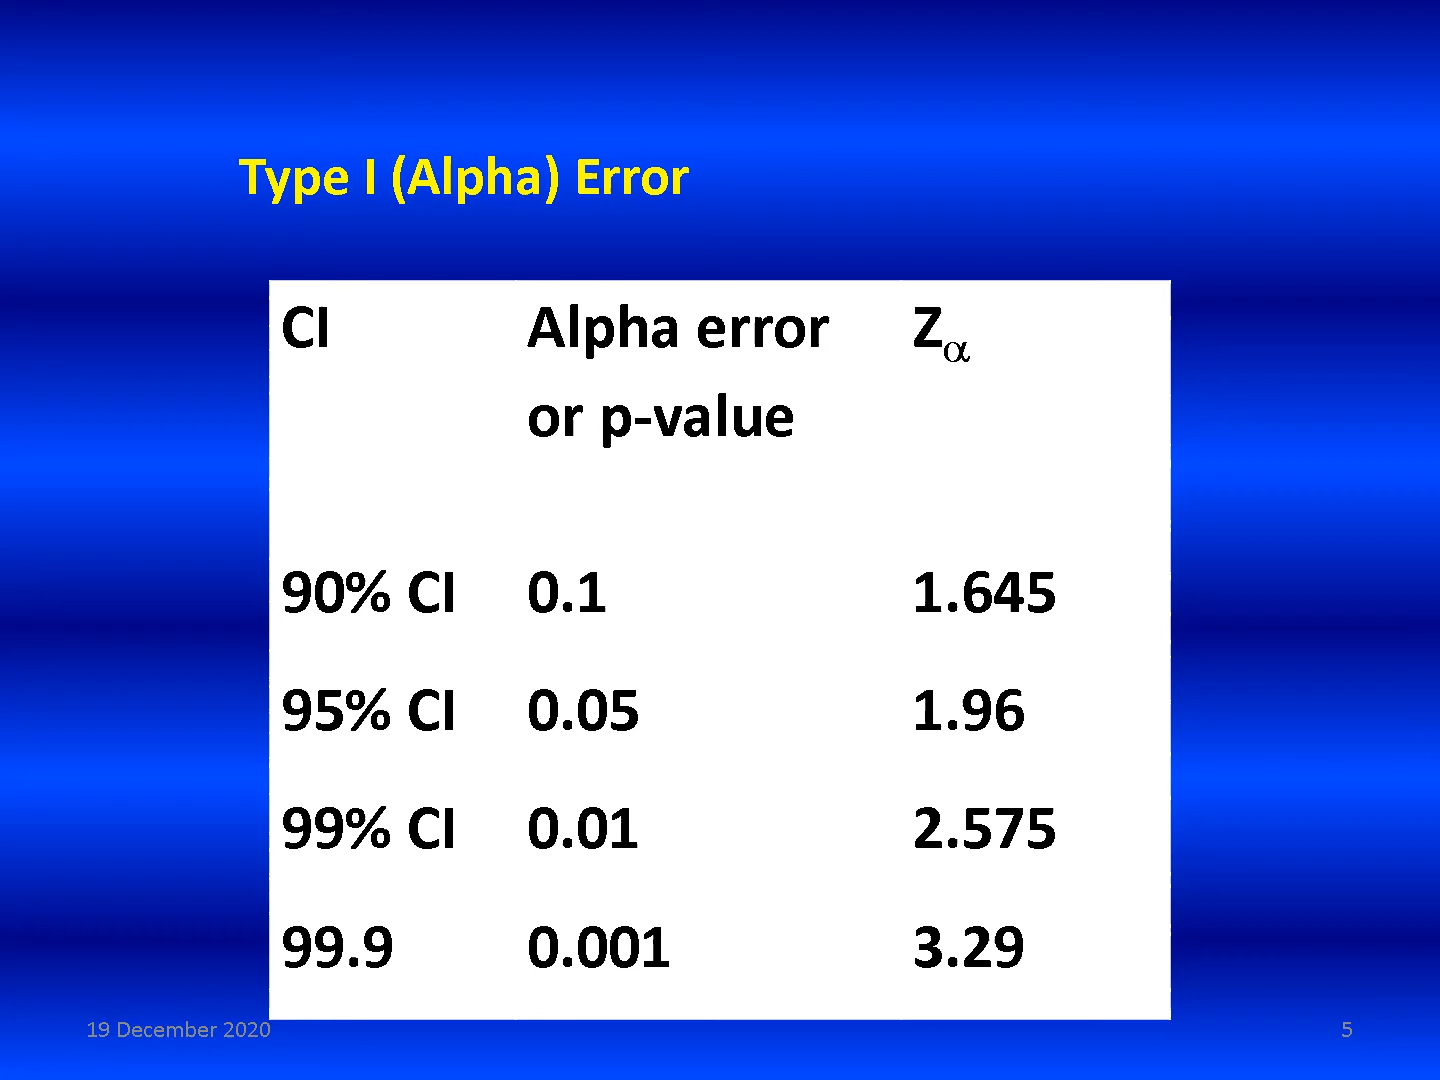 Type I (Alpha) Error
CI Alpha error Zα
or p-value
90% CI 0.1 1.645
95% CI 0.05 1.96
99% CI 0.01 2.575
99.9 0.001 3.29
19 December 2020 5